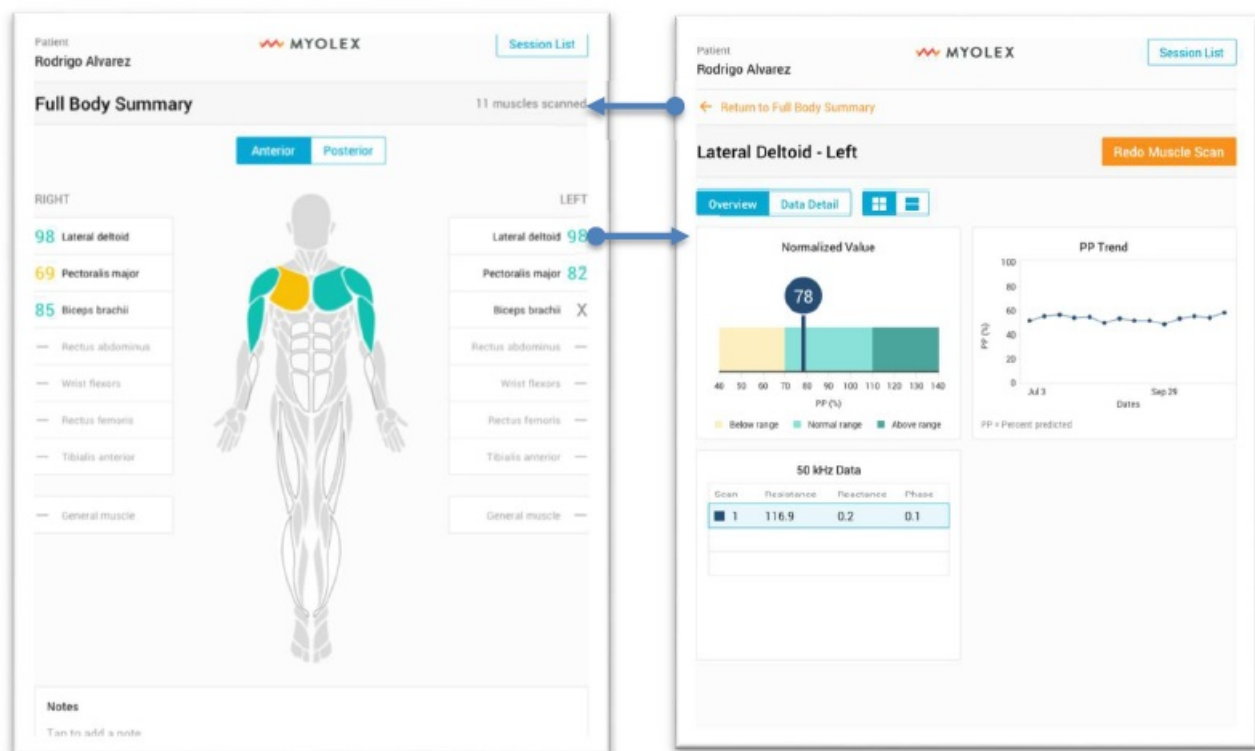 Patient
MYOLEX
Session List
Rodrigo Alvarez
Full Body Summary
11 muscles scanned
Anterior
Posterior
RIGHT
LEFT
98 Lateral deltoid
69 Pectoralis major
85 Biceps brachii
— Rectus abdominus
— Wrist flexors
— Rectus femoris
— Tibialis anterior
— General muscle
Lateral deltoid 98
Pectoralis major 82
Biceps brachii X
Rectus abdominus —
Wrist flexors —
Rectus femoris —
Tibialis anterior —
General muscle —
Notes
Tap to add a note
Patient
MYOLEX
Session List
Rodrigo Alvarez
← Return to Full Body Summary
Lateral Deltoid - Left
Redo Muscle Scan
Overview
Data Detail
Normalized Value
78
40 50 60 70 80 90 100 110 120 130 140
PP (%)
Below range Normal range Above range
PP Trend
100
80
60
40
20
0
PP (%)
Jul 3 Sep 29
Dates
PP = Percent predicted
50 kHz Data
Scan Resistance Reactance Phase
1 116.9 0.2 0.1